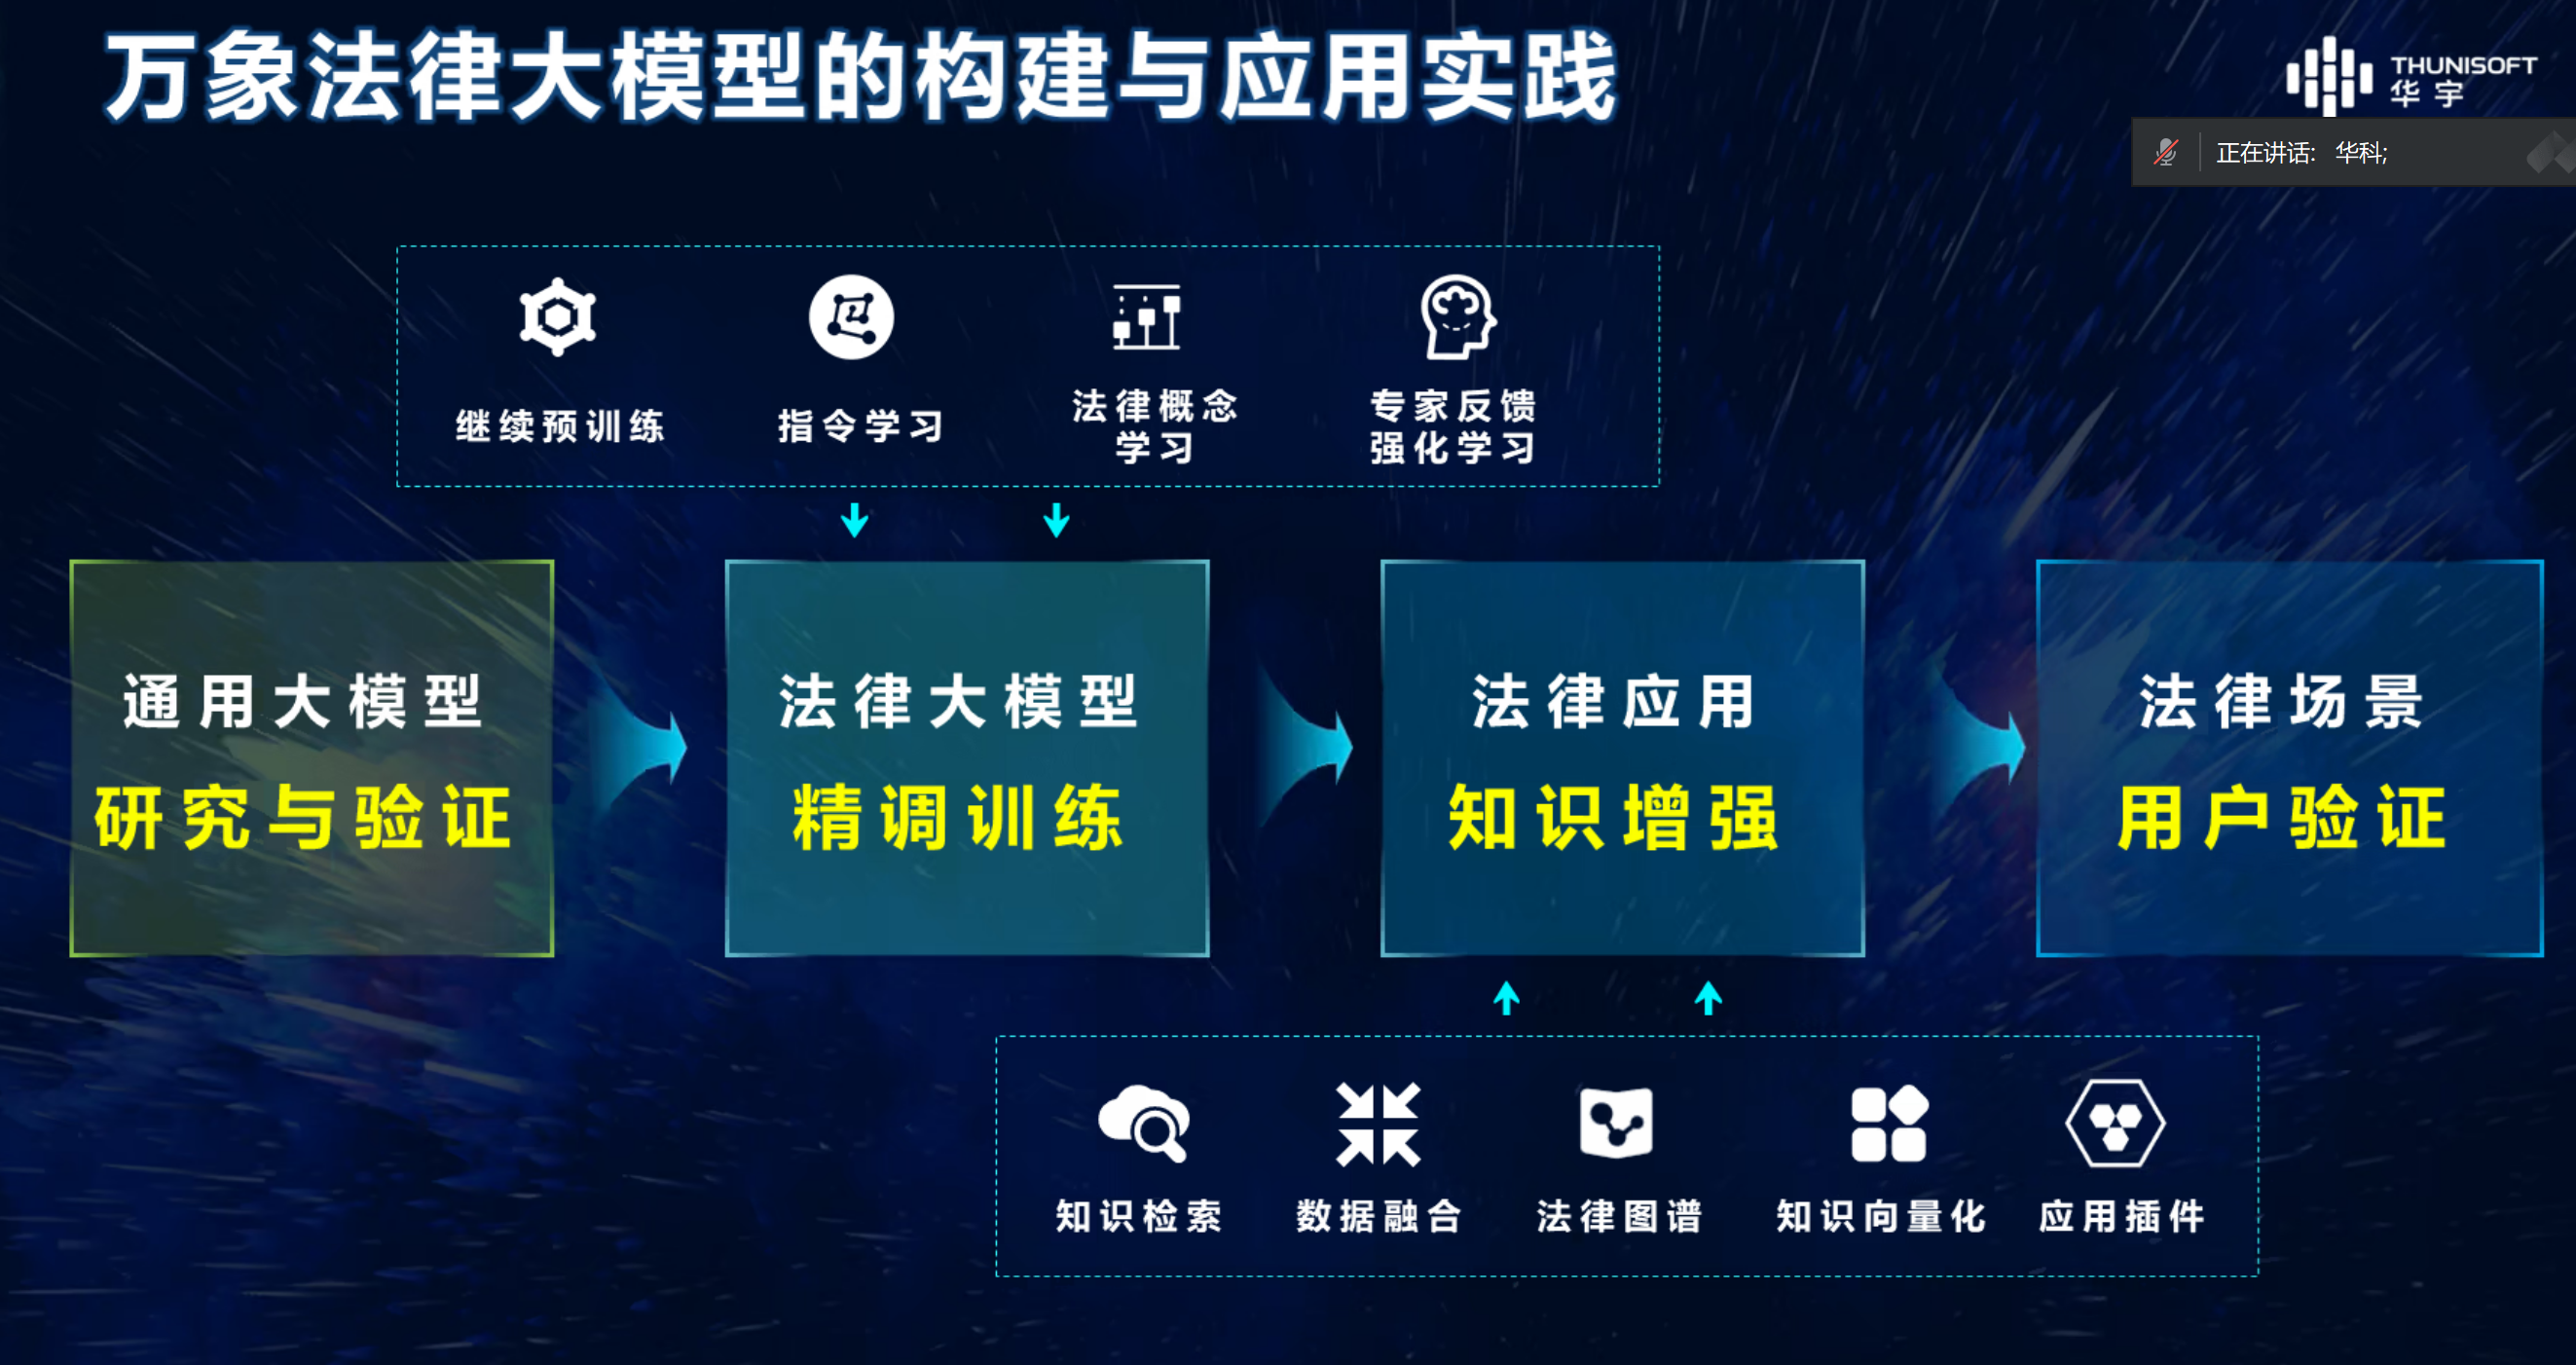 万象法律大模型的构建与应用实践
THUNISOFT
华宇
正在讲话: 华科;
继续预训练
指令学习
法律概念
学习
专家反馈
强化学习
通用大模型
研究与验证
法律大模型
精调训练
法律应用
知识增强
法律场景
用户验证
知识检索
数据融合
法律图谱
知识向量化
应用插件